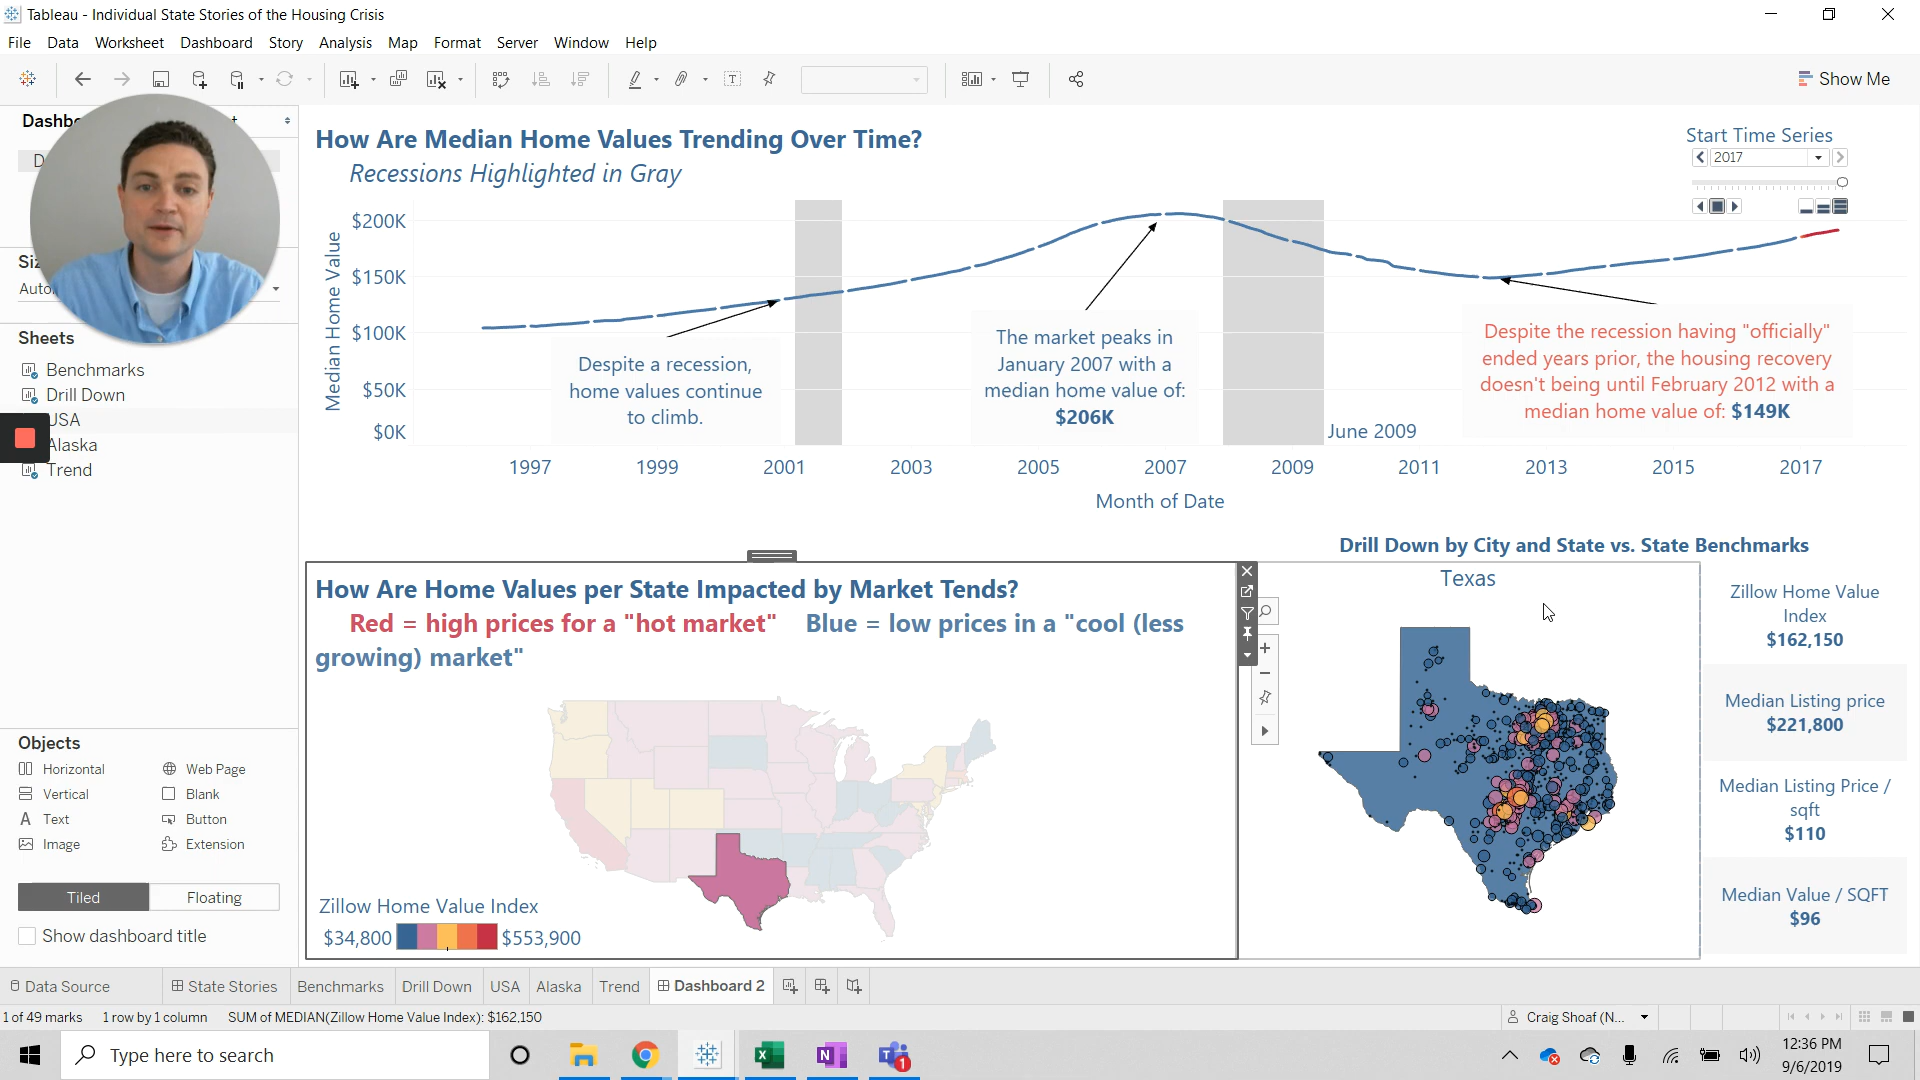 Tableau - Individual State Stories of the Housing Crisis
File Data Worksheet Dashboard Story Analysis Map Format Server Window Help
Show Me
Dashb
t
D
Siz
Auto
Sheets
Benchmarks
Drill Down
USA
Alaska
Trend
Objects
Horizontal
Web Page
Vertical
Blank
Text
Button
Image
Extension
Tiled
Floating
Show dashboard title
How Are Median Home Values Trending Over Time?
Recessions Highlighted in Gray
Start Time Series
2017
Median Home Value
$200K
$150K
$100K
$50K
$0K
Despite a recession,
home values continue
to climb.
The market peaks in
January 2007 with a
median home value of:
$206K
Despite the recession having "officially"
ended years prior, the housing recovery
doesn't being until February 2012 with a
median home value of: $149K
June 2009
1997 1999 2001 2003 2005 2007 2009 2011 2013 2015 2017
Month of Date
How Are Home Values per State Impacted by Market Tends?
Red = high prices for a "hot market" Blue = low prices in a "cool (less
growing) market"
Zillow Home Value Index
$34,800 $553,900
Drill Down by City and State vs. State Benchmarks
Texas
Zillow Home Value
Index
$162,150
Median Listing price
$221,800
Median Listing Price /
sqft
$110
Median Value / SQFT
$96
Data Source State Stories Benchmarks Drill Down USA Alaska Trend Dashboard 2
1 of 49 marks 1 row by 1 column SUM of MEDIAN(Zillow Home Value Index): $162,150
Craig Shoaf (N...
Type here to search
1
12:36 PM
9/6/2019